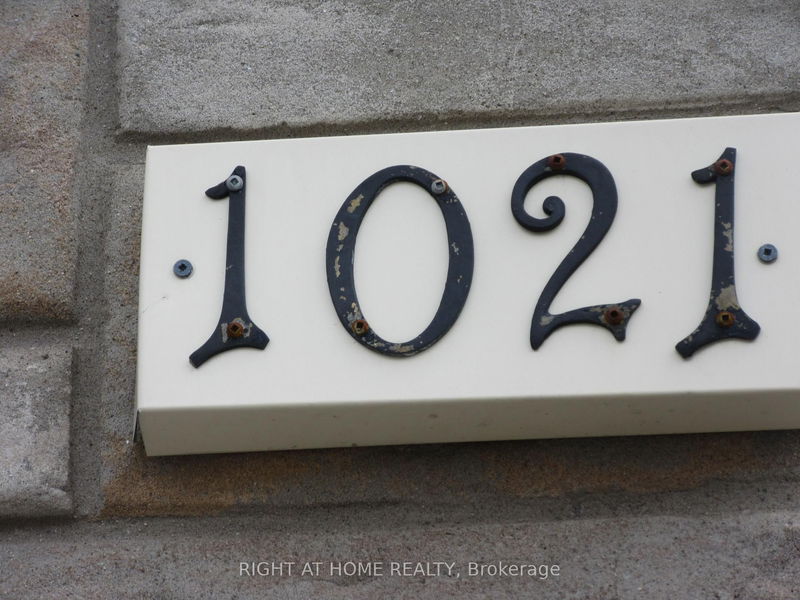 1021
RIGHT AT HOME REALTY, Brokerage